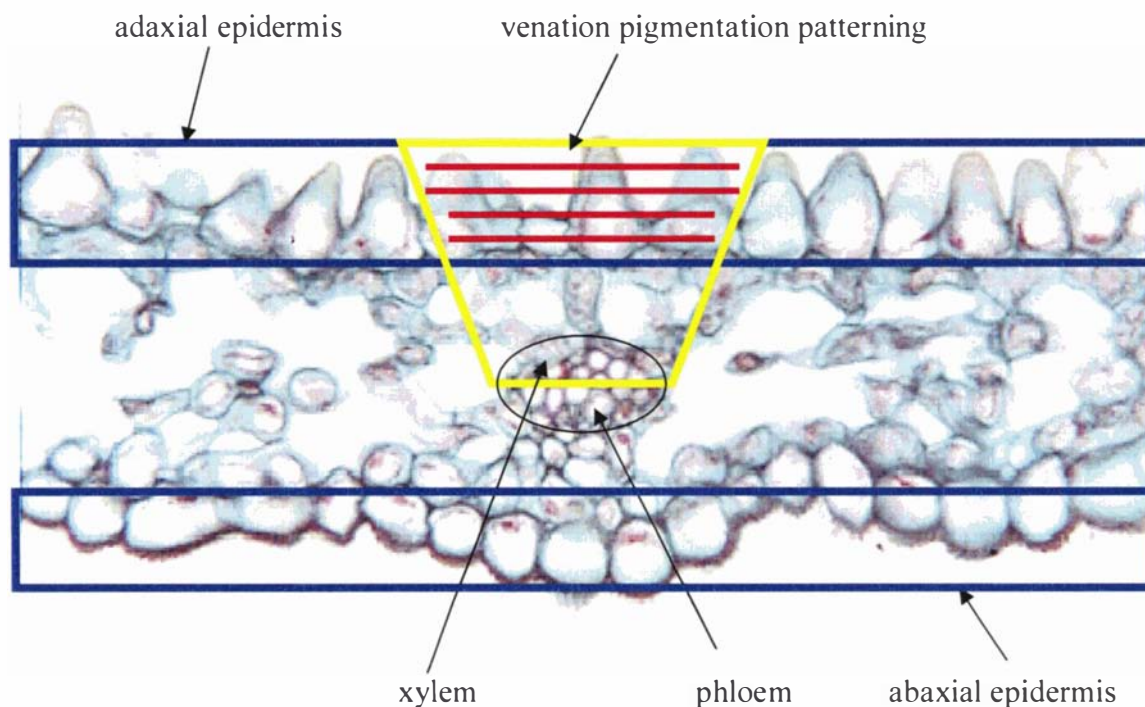 adaxial epidermis
venation pigmentation patterning
xylem
phloem
abaxial epidermis